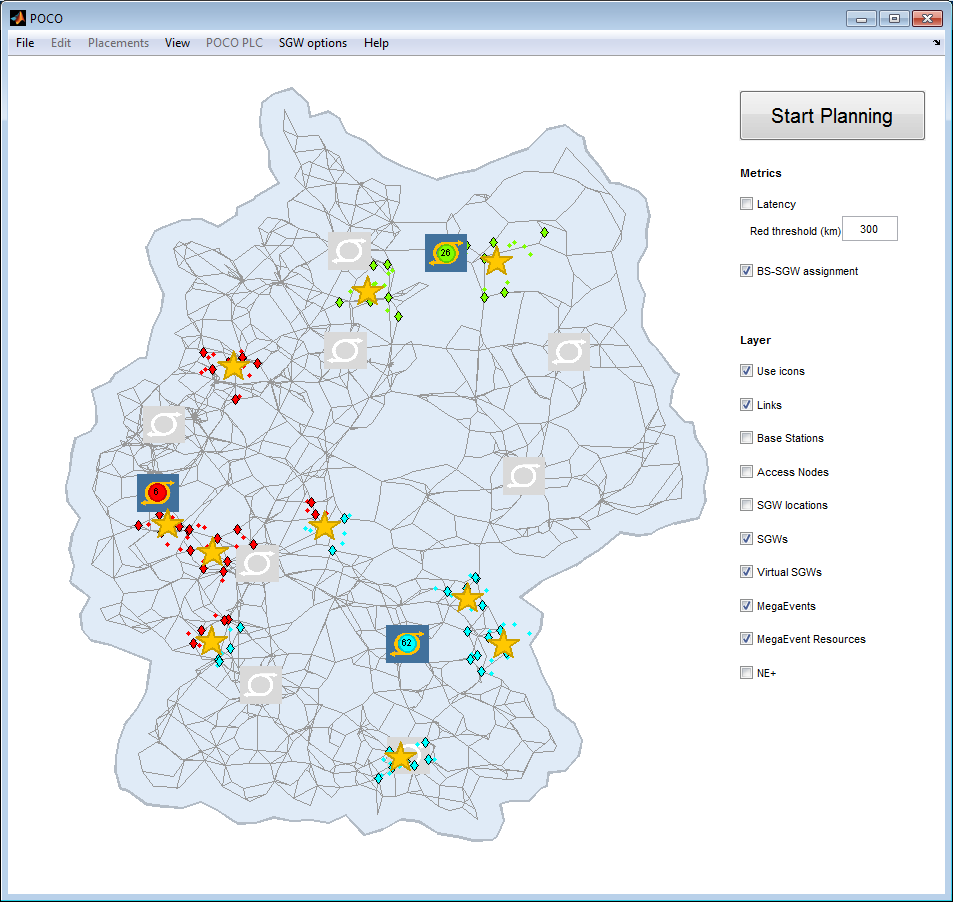 POCO
File Edit Placements View POCO PLC SGW options Help
Start Planning
Metrics
Latency
Red threshold (km) 300
BS-SGW assignment
Layer
Use icons
Links
Base Stations
Access Nodes
SGW locations
SGWs
Virtual SGWs
MegaEvents
MegaEvent Resources
NE+
26
6
62